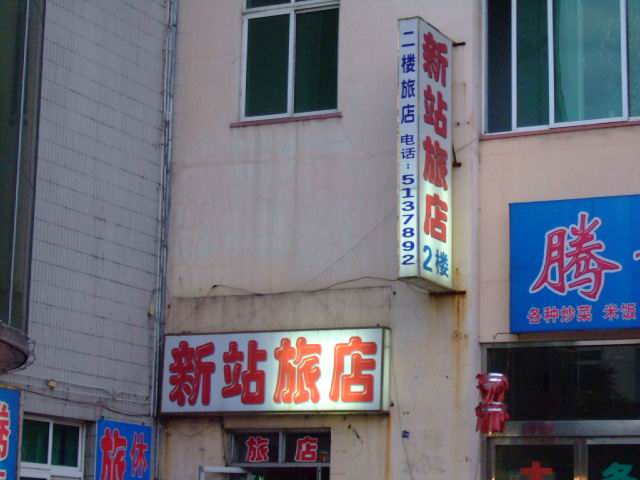 新站旅店
2楼
二楼旅店 电话:5137892
腾
各种炒菜 米饭
新站旅店
旅店
旅
休